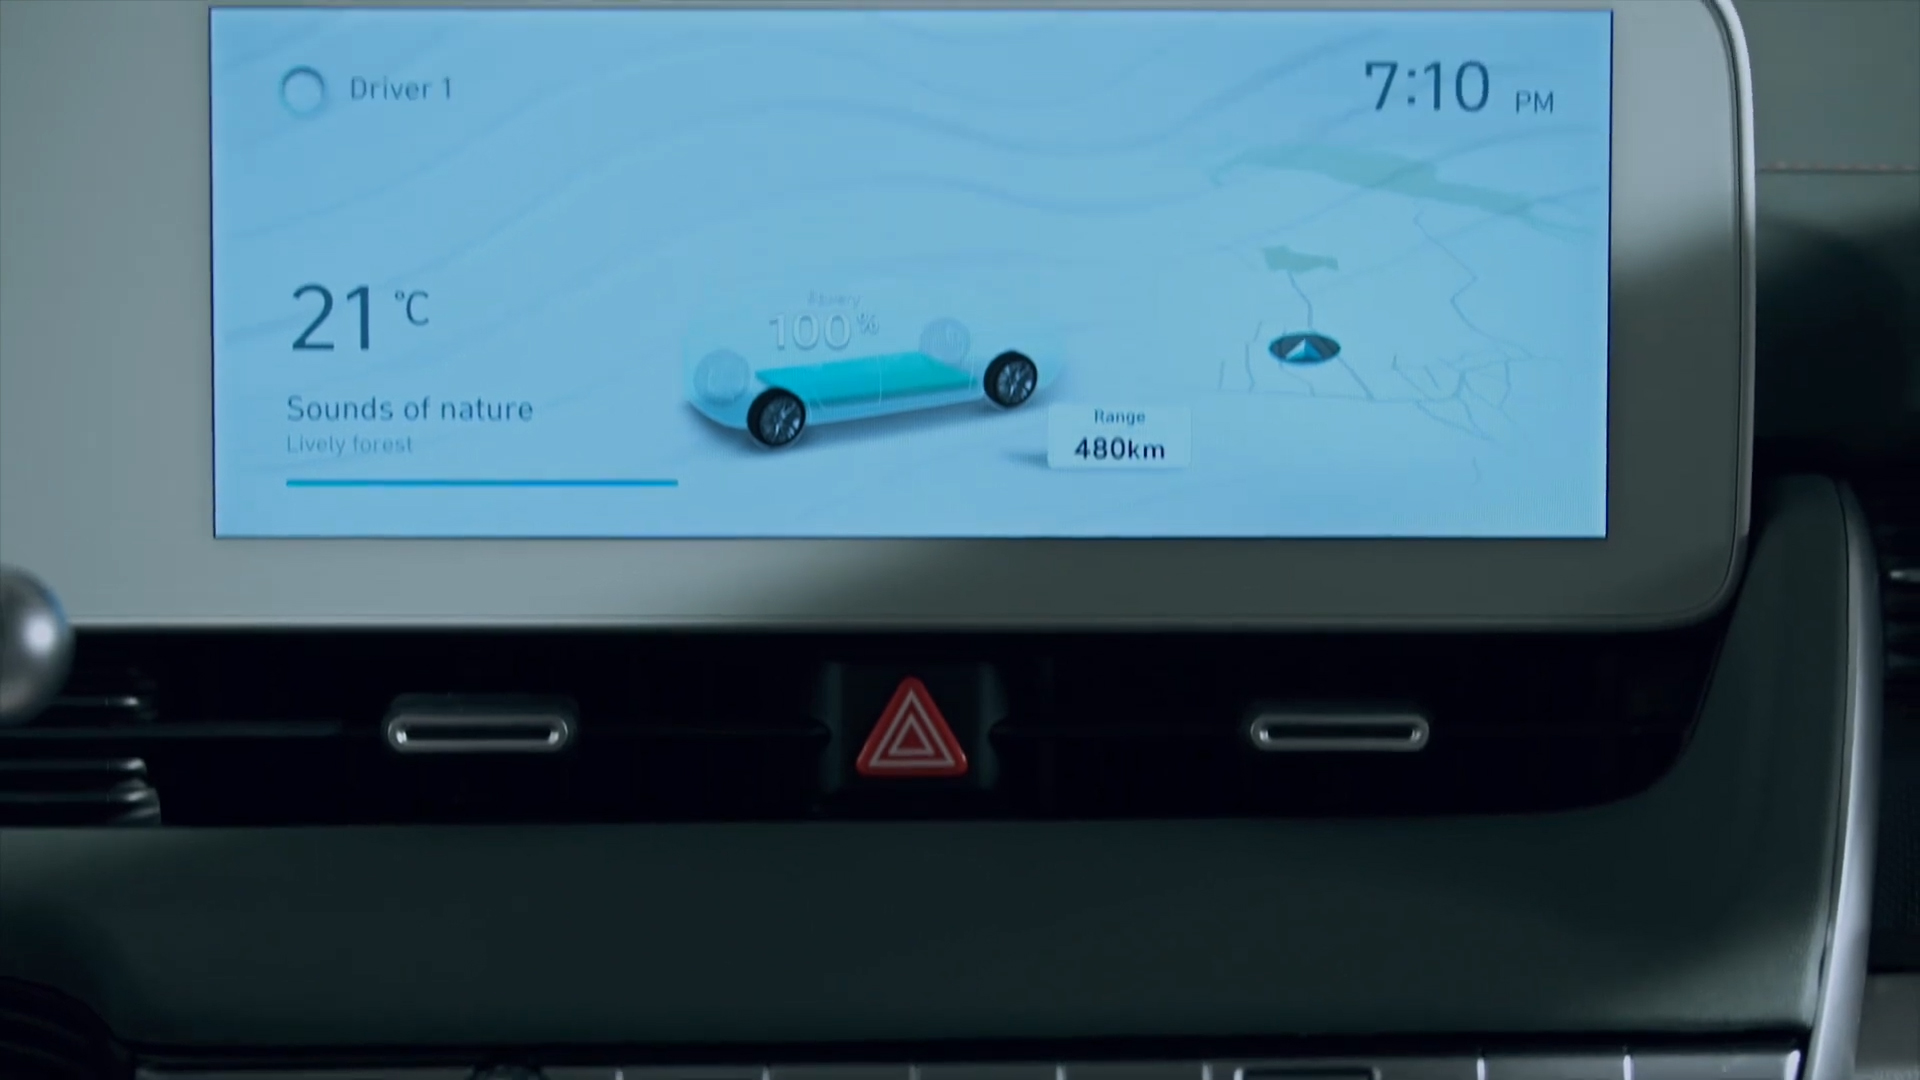 Driver 1
7:10 PM
21 °C
Sounds of nature
Lively forest
100%
Range
480km